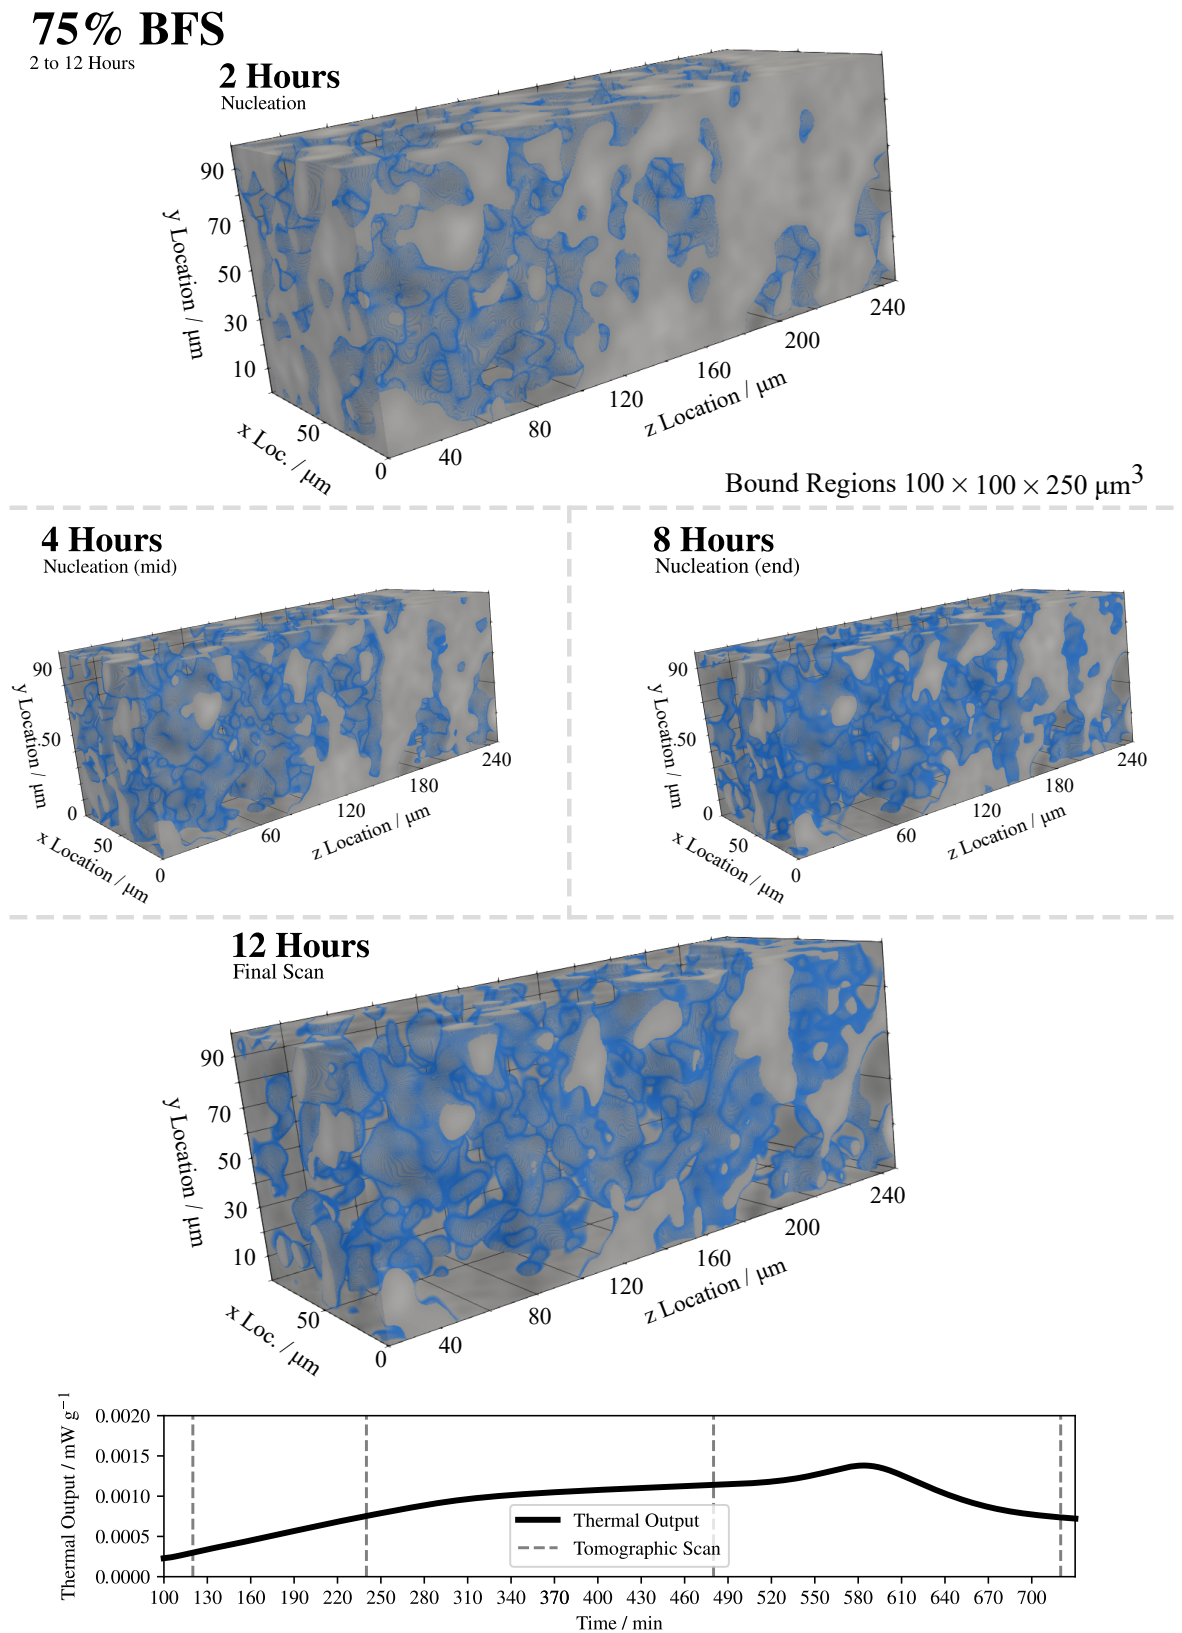 75% BFS
2 to 12 Hours
2 Hours
Nucleation
90
70
50
30
10
y Location / μm
50
0
x Loc. / μm
40
80
120
160
200
240
z Location / μm
Bound Regions 100 × 100 × 250 μm³
4 Hours
Nucleation (mid)
90
50
0
y Location / μm
50
0
x Location / μm
60
120
180
240
z Location / μm
8 Hours
Nucleation (end)
90
50
0
y Location / μm
50
0
x Location / μm
60
120
180
240
z Location / μm
12 Hours
Final Scan
90
70
50
30
10
y Location / μm
50
0
x Loc. / μm
40
80
120
160
200
240
z Location / μm
Thermal Output / mW g⁻¹
0.0020
0.0015
0.0010
0.0005
0.0000
Thermal Output
Tomographic Scan
100 130 160 190 220 250 280 310 340 370 400 430 460 490 520 550 580 610 640 670 700
Time / min